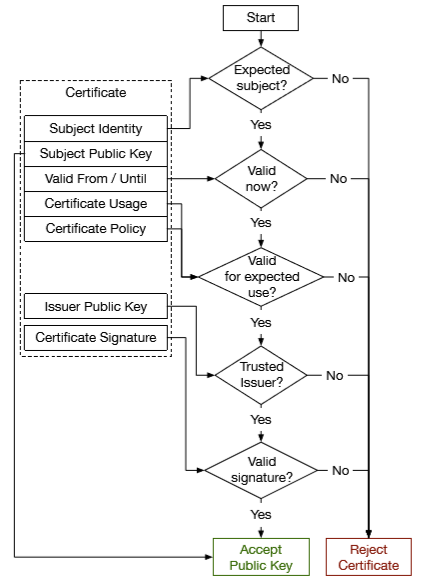 Start
Expected
subject?
No
Yes
Certificate
Subject Identity
Subject Public Key
Valid From / Until
Certificate Usage
Certificate Policy
Issuer Public Key
Certificate Signature
Valid
now?
No
Yes
Valid
for expected
use?
No
Yes
Trusted
Issuer?
No
Yes
Valid
signature?
No
Yes
Accept
Public Key
Reject
Certificate